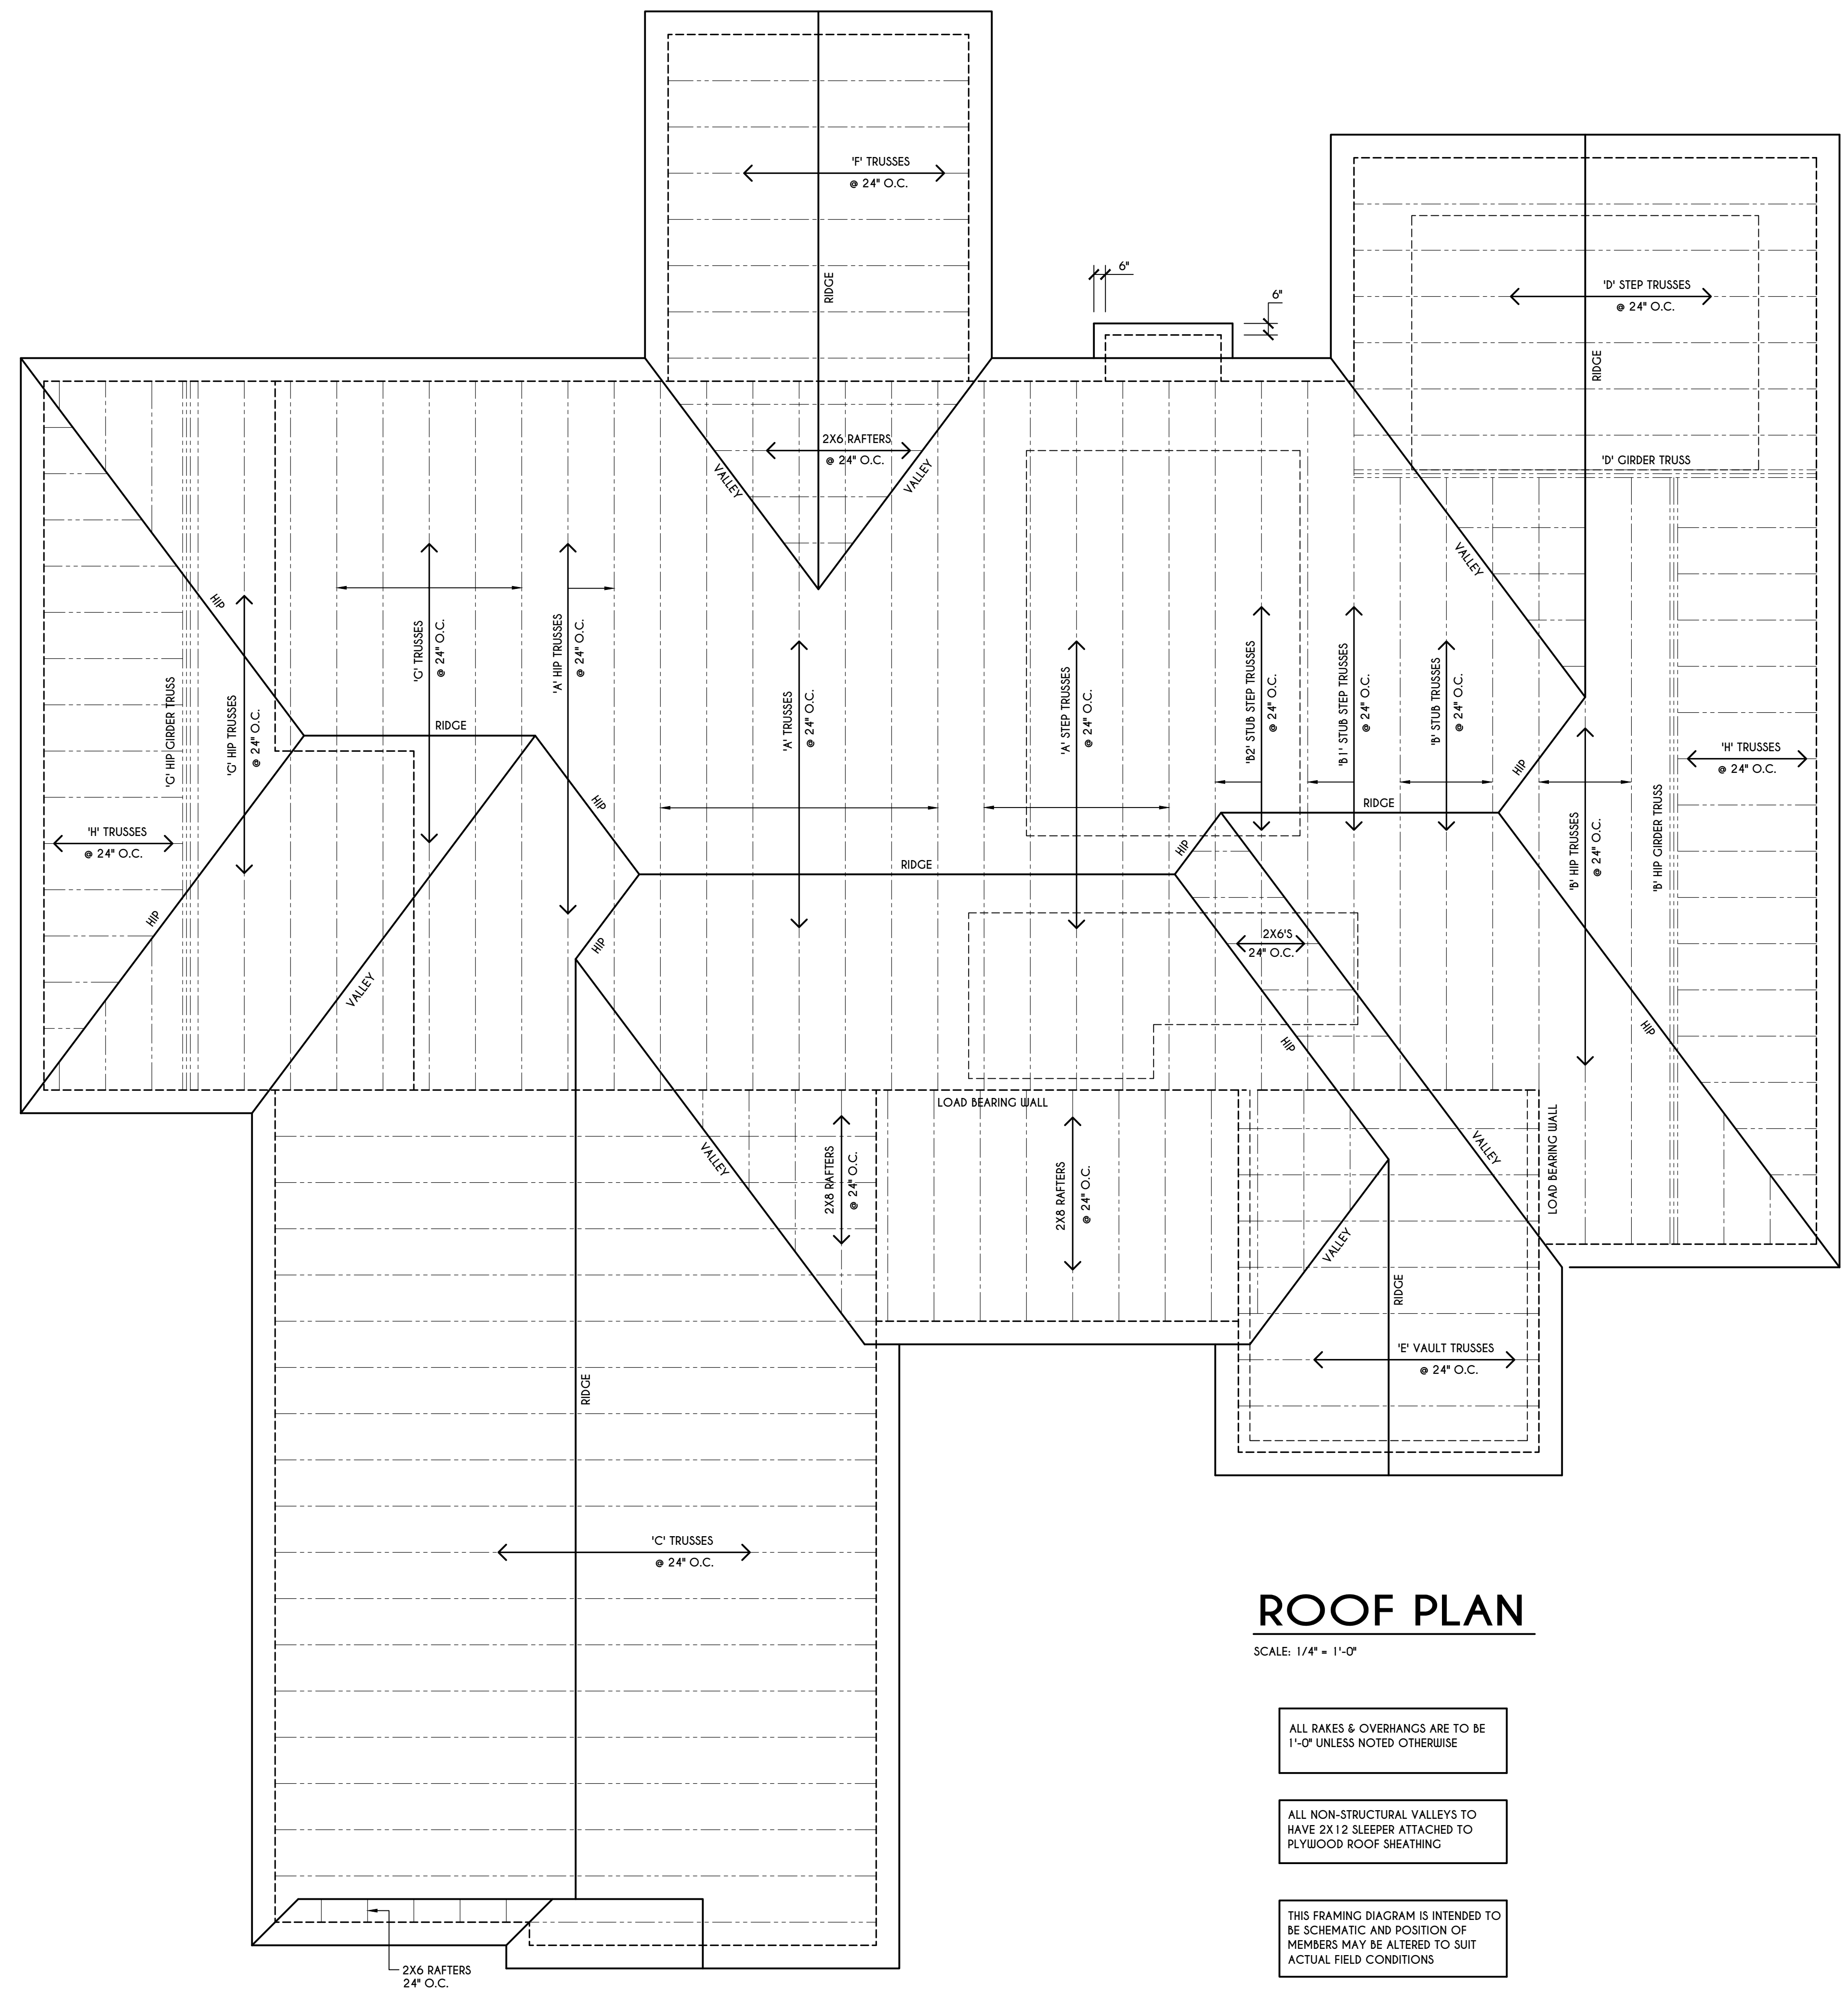 'F' TRUSSES
@ 24" O.C.
RIDGE
6"
6"
'D' STEP TRUSSES
@ 24" O.C.
RIDGE
2X6 RAFTERS
@ 24" O.C.
VALLEY
VALLEY
'D' GIRDER TRUSS
VALLEY
HIP
'G' HIP GIRDER TRUSS
'G' HIP TRUSSES
@ 24" O.C.
'G' TRUSSES
@ 24" O.C.
'A' HIP TRUSSES
@ 24" O.C.
'A' TRUSSES
@ 24" O.C.
'A' STEP TRUSSES
@ 24" O.C.
'B2' STUB STEP TRUSSES
@ 24" O.C.
'B1' STUB STEP TRUSSES
@ 24" O.C.
'B' STUB TRUSSES
@ 24" O.C.
RIDGE
HIP
'H' TRUSSES
@ 24" O.C.
HIP
RIDGE
'B' HIP TRUSSES
@ 24" O.C.
'B' HIP GIRDER TRUSS
'H' TRUSSES
@ 24" O.C.
HIP
RIDGE
HIP
HIP
VALLEY
HIP
2X6'S
24" O.C.
HIP
HIP
LOAD BEARING WALL
LOAD BEARING WALL
VALLEY
2X8 RAFTERS
@ 24" O.C.
2X8 RAFTERS
@ 24" O.C.
VALLEY
VALLEY
RIDGE
'E' VAULT TRUSSES
@ 24" O.C.
RIDGE
'C' TRUSSES
@ 24" O.C.
2X6 RAFTERS
24" O.C.
ROOF PLAN
SCALE: 1/4" = 1'-0"
ALL RAKES & OVERHANGS ARE TO BE
1'-0" UNLESS NOTED OTHERWISE
ALL NON-STRUCTURAL VALLEYS TO
HAVE 2X12 SLEEPER ATTACHED TO
PLYWOOD ROOF SHEATHING
THIS FRAMING DIAGRAM IS INTENDED TO
BE SCHEMATIC AND POSITION OF
MEMBERS MAY BE ALTERED TO SUIT
ACTUAL FIELD CONDITIONS